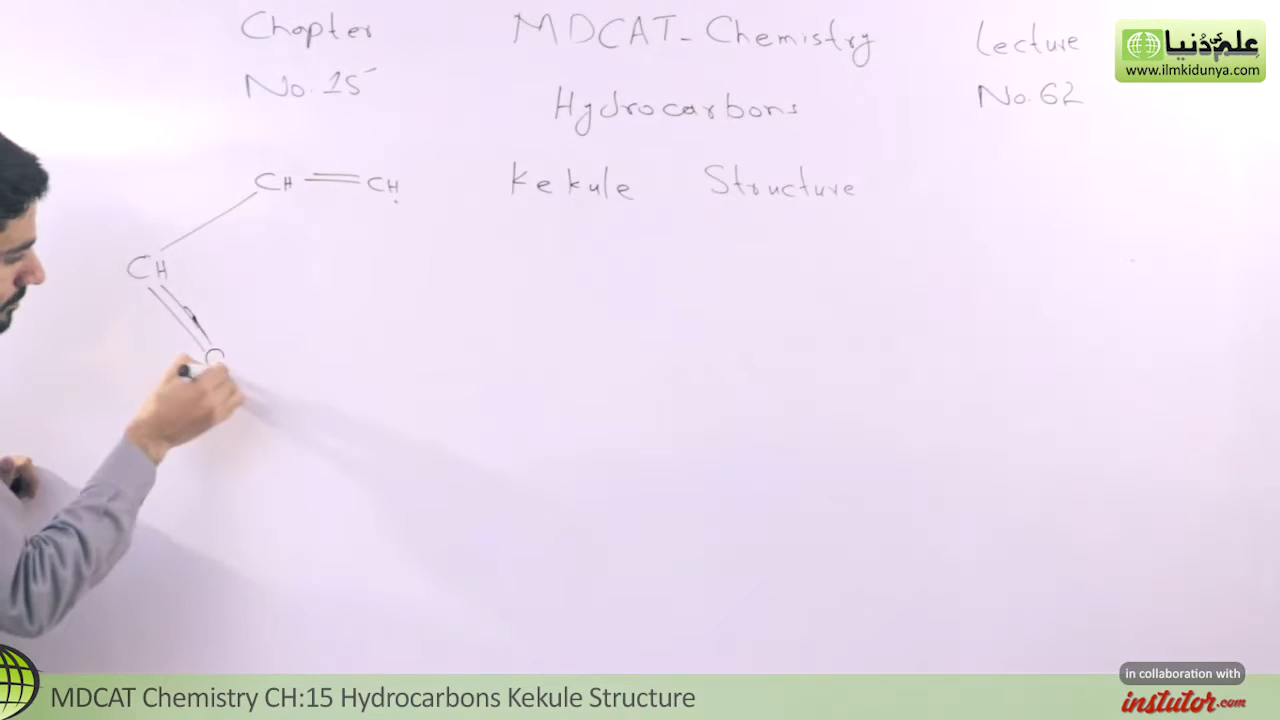 Chapter
No. 15
MDCAT - Chemistry
Hydrocarbons
Lecture
No. 62
Kekule Structure
CH = CH
CH
C
علم کی دُنیا
www.ilmkidunya.com
MDCAT Chemistry CH:15 Hydrocarbons Kekule Structure
in collaboration with
instutor.com